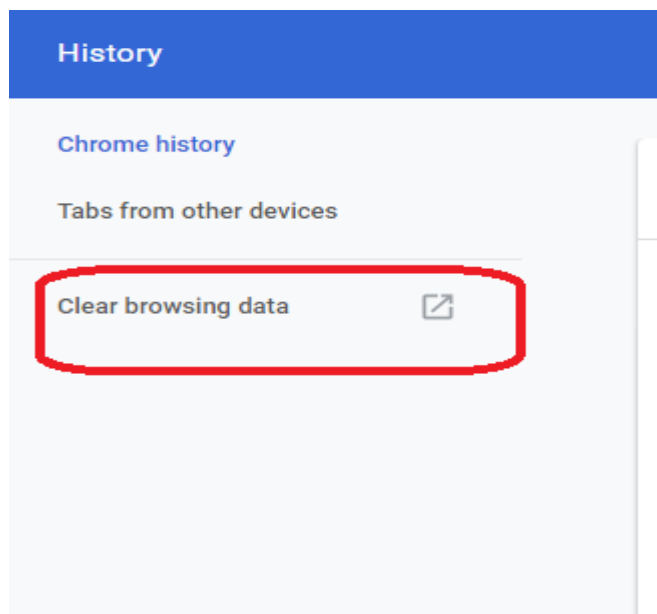 History
Chrome history
Tabs from other devices
Clear browsing data